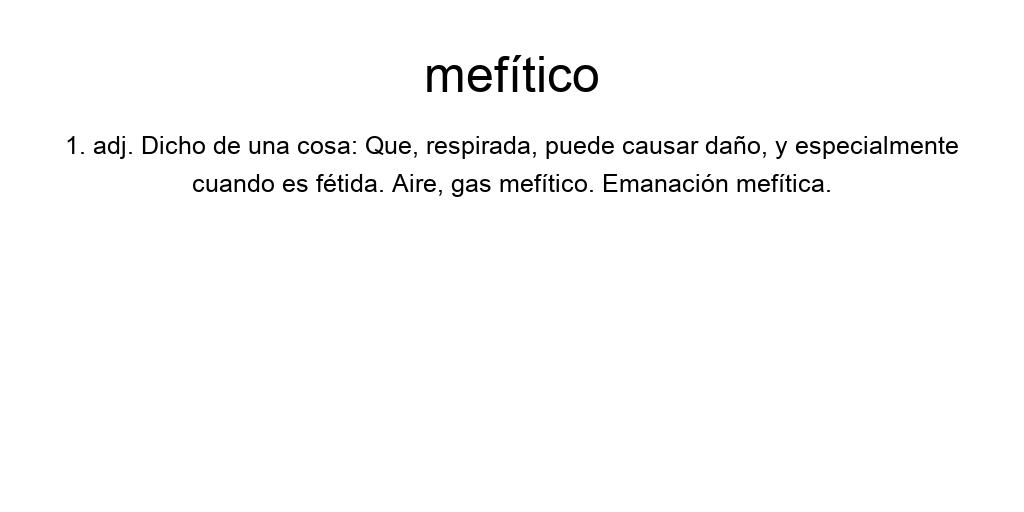 mefítico
1. adj. Dicho de una cosa: Que, respirada, puede causar daño, y especialmente
cuando es fétida. Aire, gas mefítico. Emanación mefítica.